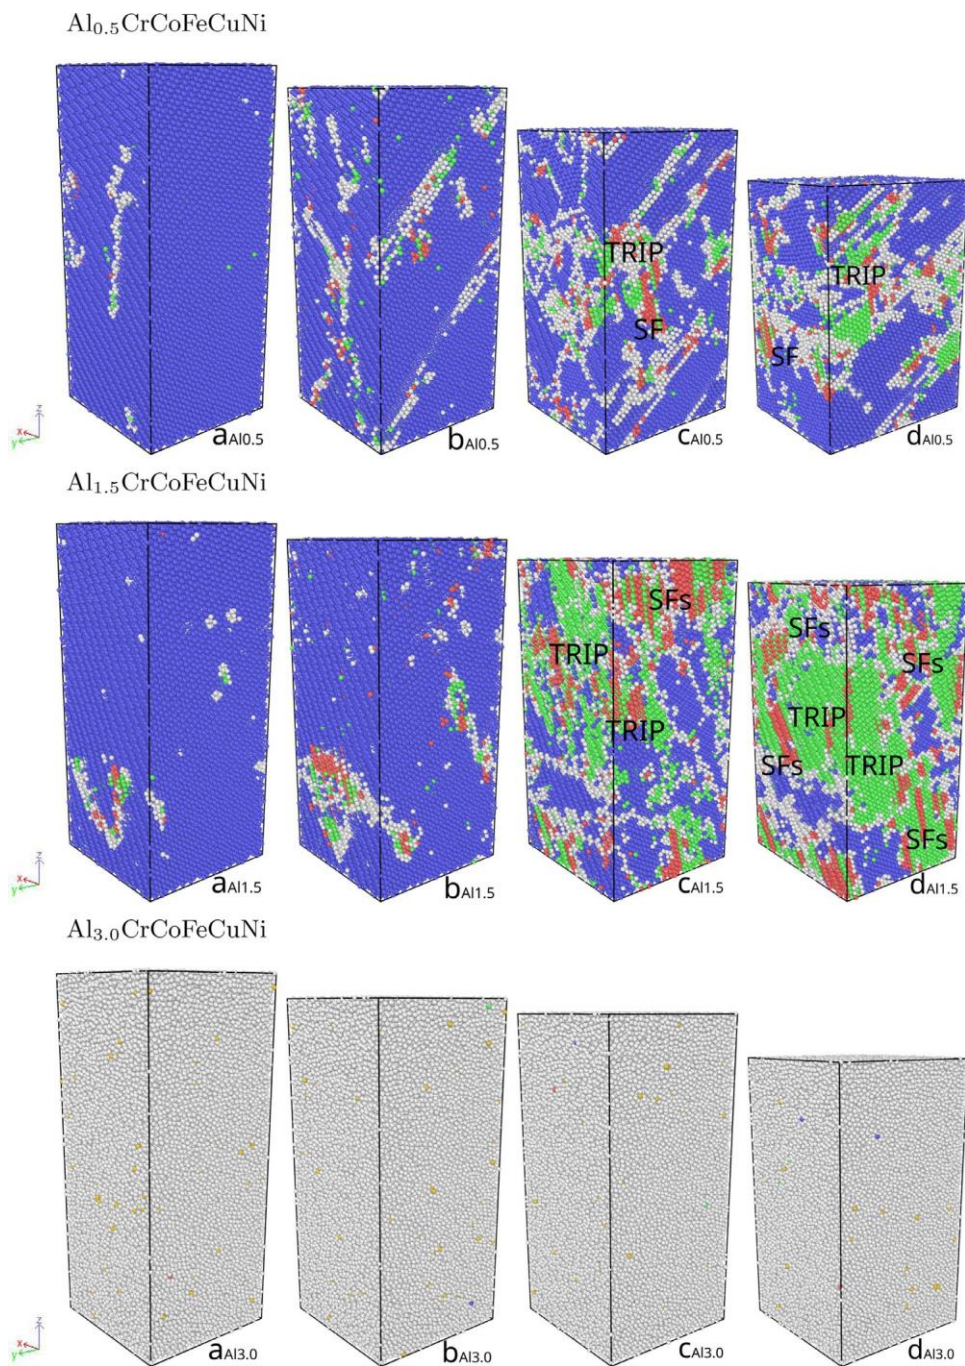 Al0.5CrCoFeCuNi
TRIP
TRIP
SF
SF
z
x
y
aAl0.5
bAl0.5
cAl0.5
dAl0.5
Al1.5CrCoFeCuNi
SFs
SFs
TRIP
SFs
TRIP
TRIP
SFs
TRIP
SFs
z
x
y
aAl1.5
bAl1.5
cAl1.5
dAl1.5
Al3.0CrCoFeCuNi
z
x
y
aAl3.0
bAl3.0
cAl3.0
dAl3.0